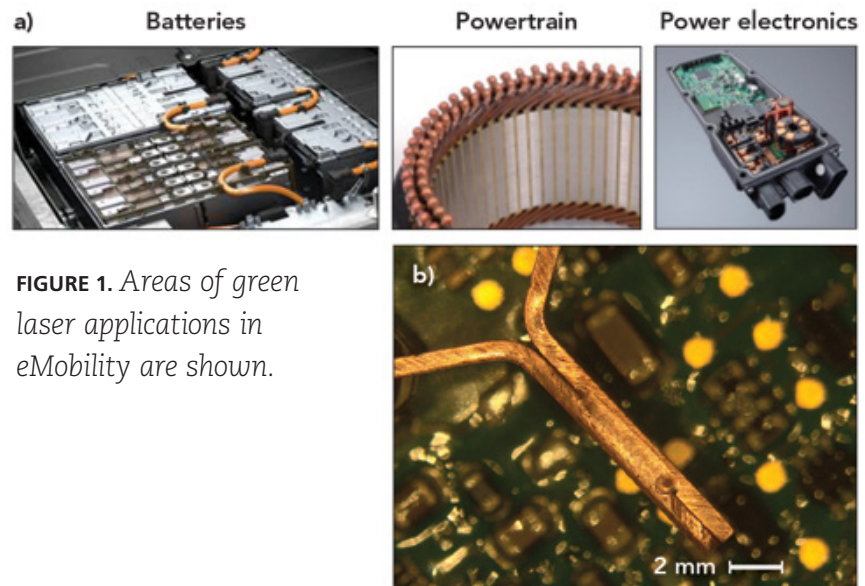 a)
Batteries
Powertrain
Power electronics
FIGURE 1. Areas of green
laser applications in
eMobility are shown.
b)
2 mm